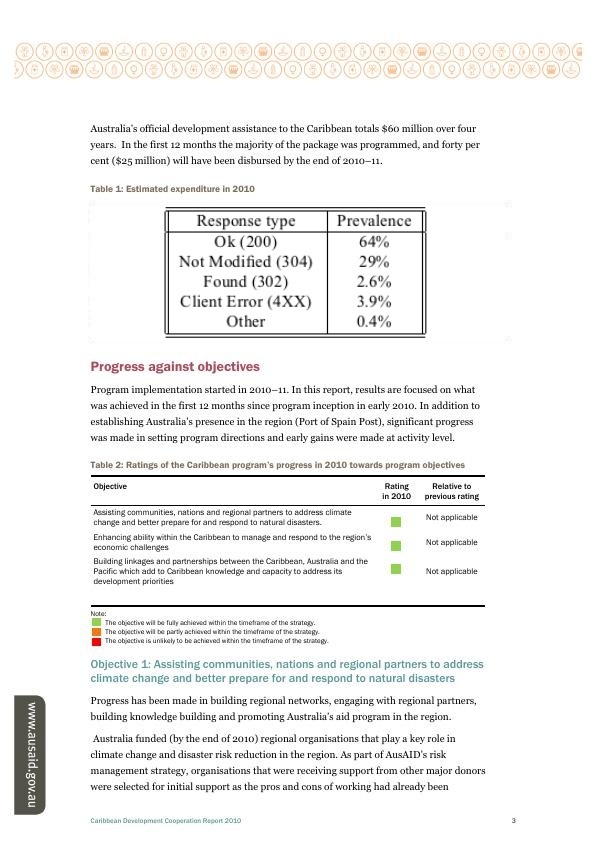 Australia's official development assistance to the Caribbean totals $60 million over four
years.  In the first 12 months the majority of the package was programmed, and forty per
cent ($25 million) will have been disbursed by the end of 2010–11.
Table 1: Estimated expenditure in 2010
Response type Prevalence
Ok (200) 64%
Not Modified (304) 29%
Found (302) 2.6%
Client Error (4XX) 3.9%
Other 0.4%
Progress against objectives
Program implementation started in 2010–11. In this report, results are focused on what
was achieved in the first 12 months since program inception in early 2010. In addition to
establishing Australia's presence in the region (Port of Spain Post), significant progress
was made in setting program directions and early gains were made at activity level.
Table 2: Ratings of the Caribbean program's progress in 2010 towards program objectives
Objective Rating in 2010 Relative to previous rating
Assisting communities, nations and regional partners to address climate
change and better prepare for and respond to natural disasters. Not applicable
Enhancing ability within the Caribbean to manage and respond to the region's
economic challenges Not applicable
Building linkages and partnerships between the Caribbean, Australia and the
Pacific which add to Caribbean knowledge and capacity to address its
development priorities Not applicable
Note:
The objective will be fully achieved within the timeframe of the strategy.
The objective will be partly achieved within the timeframe of the strategy.
The objective is unlikely to be achieved within the timeframe of the strategy.
Objective 1: Assisting communities, nations and regional partners to address
climate change and better prepare for and respond to natural disasters
Progress has been made in building regional networks, engaging with regional partners,
building knowledge building and promoting Australia's aid program in the region.
Australia funded (by the end of 2010) regional organisations that play a key role in
climate change and disaster risk reduction in the region. As part of AusAID's risk
management strategy, organisations that were receiving support from other major donors
were selected for initial support as the pros and cons of working had already been
www.ausaid.gov.au
Caribbean Development Cooperation Report 2010 3